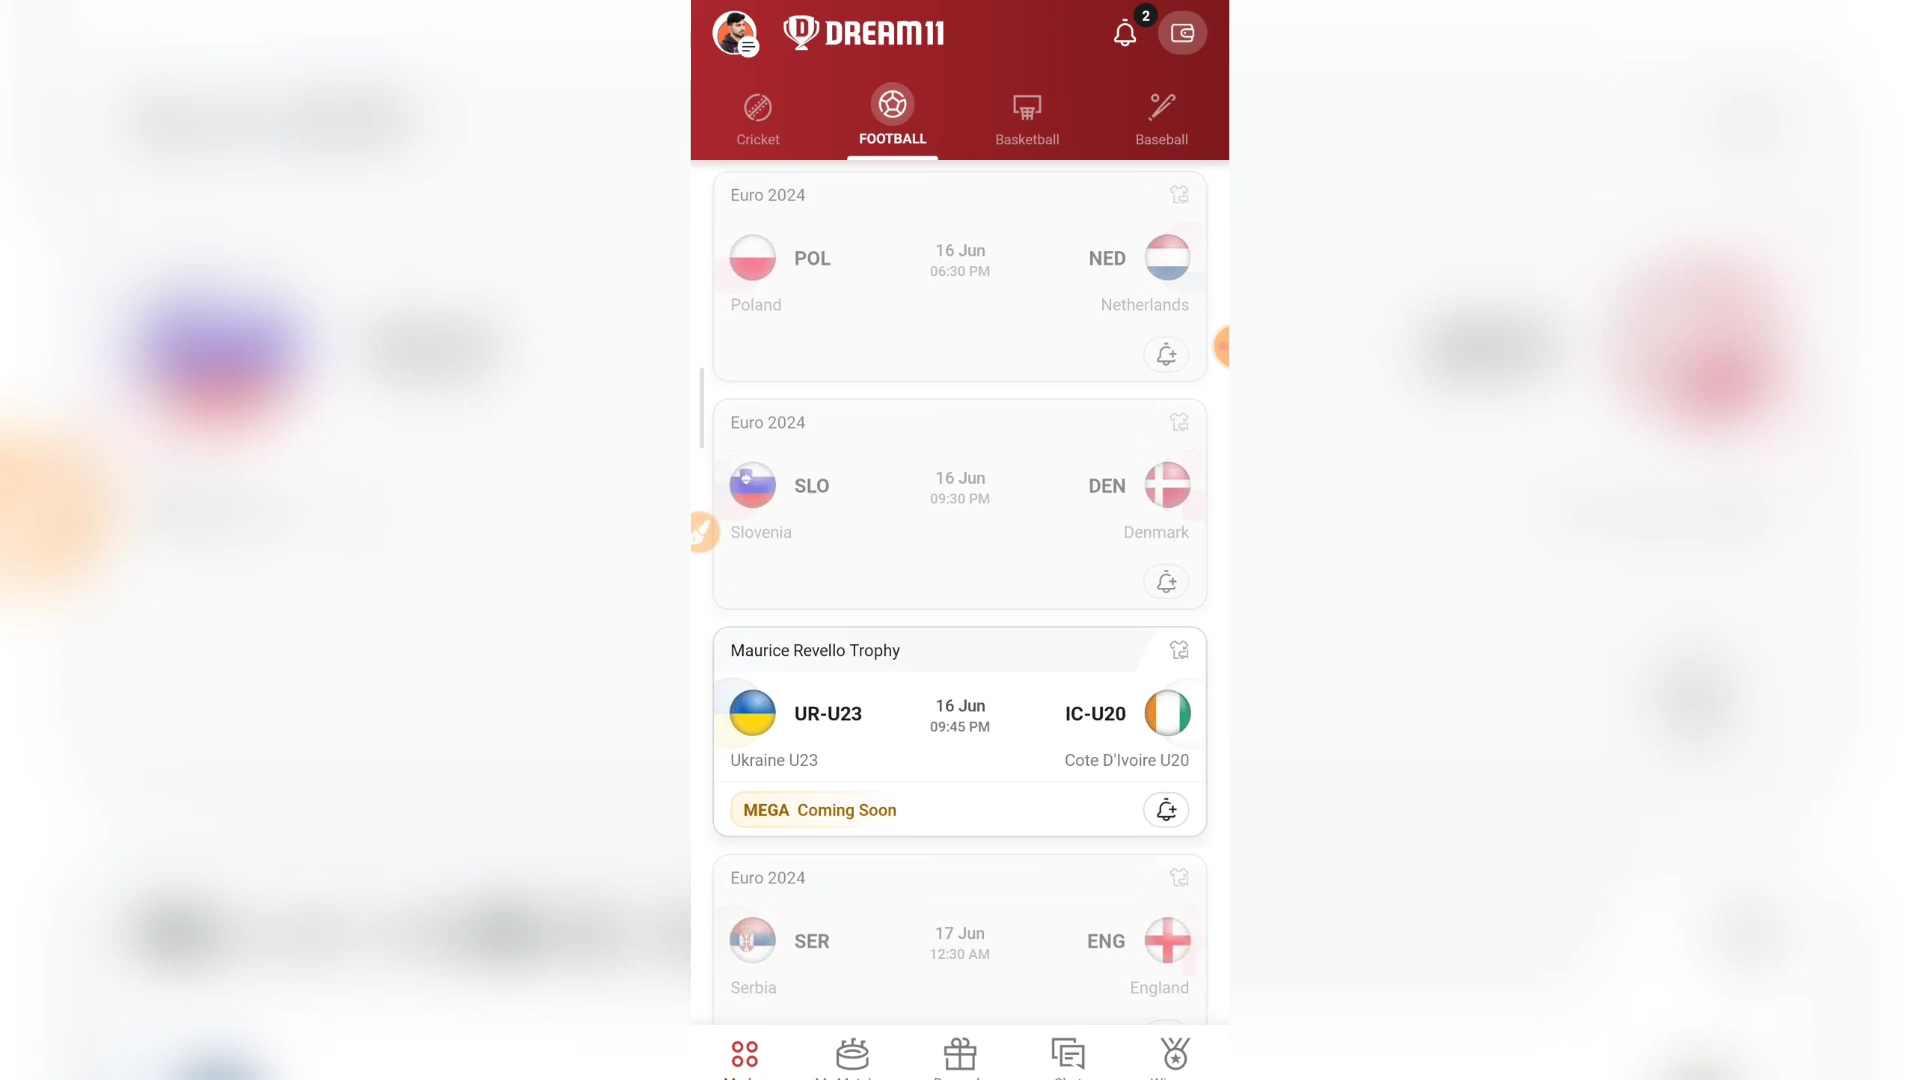 DREAM11
2
Cricket
FOOTBALL
Basketball
Baseball
Euro 2024
POL
16 Jun
06:30 PM
NED
Poland
Netherlands
Euro 2024
SLO
16 Jun
09:30 PM
DEN
Slovenia
Denmark
Maurice Revello Trophy
UR-U23
16 Jun
09:45 PM
IC-U20
Ukraine U23
Cote D'Ivoire U20
MEGA Coming Soon
Euro 2024
SER
17 Jun
12:30 AM
ENG
Serbia
England